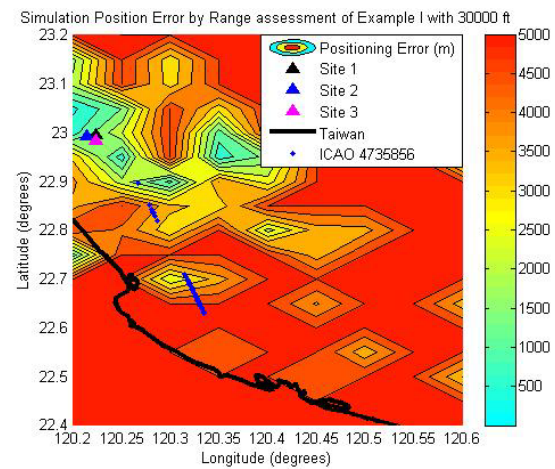 Simulation Position Error by Range assessment of Example I with 30000 ft
Positioning Error (m)
Site 1
Site 2
Site 3
Taiwan
ICAO 4735856
Latitude (degrees)
23.2
23.1
23
22.9
22.8
22.7
22.6
22.5
22.4
120.2 120.25 120.3 120.35 120.4 120.45 120.5 120.55 120.6
Longitude (degrees)
5000
4500
4000
3500
3000
2500
2000
1500
1000
500